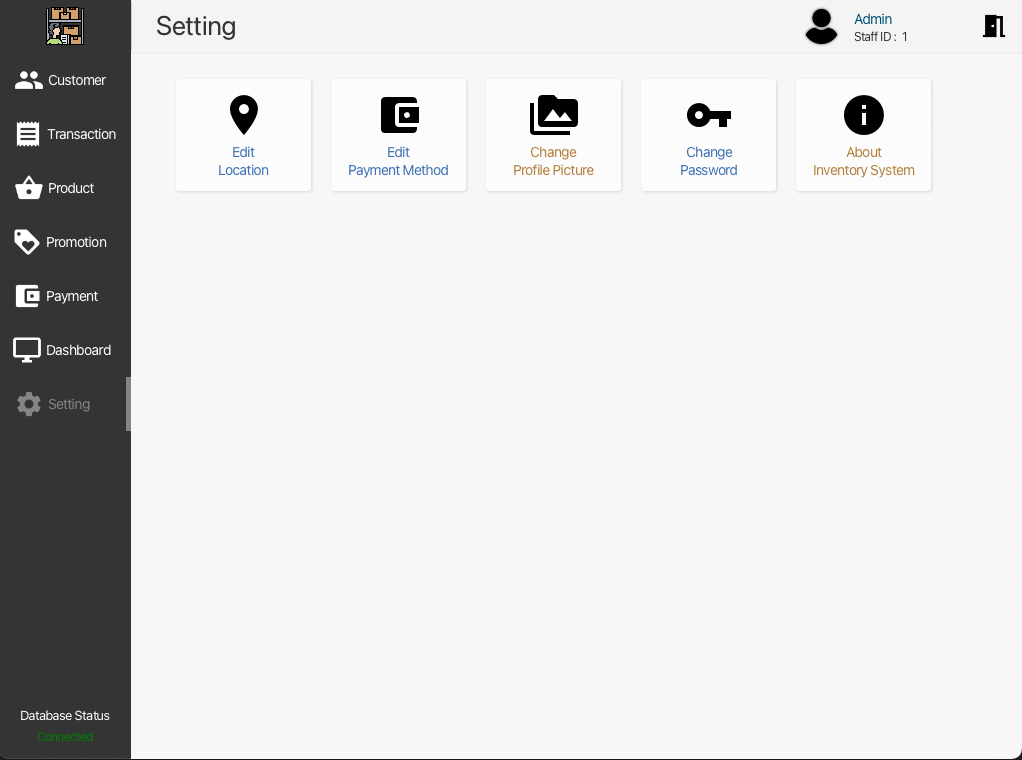 Setting
Admin
Staff ID : 1
Customer
Transaction
Product
Promotion
Payment
Dashboard
Setting
Edit
Location
Edit
Payment Method
Change
Profile Picture
Change
Password
About
Inventory System
Database Status
Connected